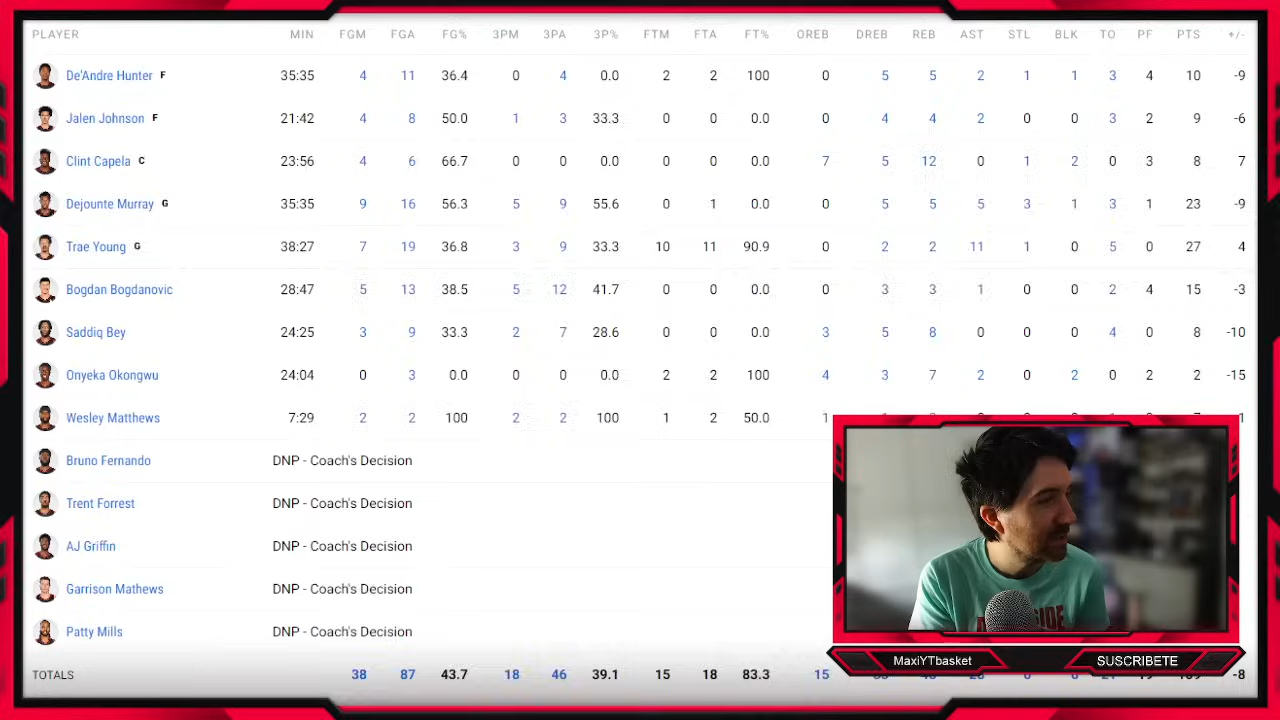 PLAYER MIN FGM FGA FG% 3PM 3PA 3P% FTM FTA FT% OREB DREB REB AST STL BLK TO PF PTS +/-
De'Andre Hunter F 35:35 4 11 36.4 0 4 0.0 2 2 100 0 5 5 2 1 1 3 4 10 -9
Jalen Johnson F 21:42 4 8 50.0 1 3 33.3 0 0 0.0 0 4 4 2 0 0 3 2 9 -6
Clint Capela C 23:56 4 6 66.7 0 0 0.0 0 0 0.0 7 5 12 0 1 2 0 3 8 7
Dejounte Murray G 35:35 9 16 56.3 5 9 55.6 0 1 0.0 0 5 5 5 3 1 3 1 23 -9
Trae Young G 38:27 7 19 36.8 3 9 33.3 10 11 90.9 0 2 2 11 1 0 5 0 27 4
Bogdan Bogdanovic 28:47 5 13 38.5 5 12 41.7 0 0 0.0 0 3 3 1 0 0 2 4 15 -3
Saddiq Bey 24:25 3 9 33.3 2 7 28.6 0 0 0.0 3 5 8 0 0 0 4 0 8 -10
Onyeka Okongwu 24:04 0 3 0.0 0 0 0.0 2 2 100 4 3 7 2 0 2 0 2 2 -15
Wesley Matthews 7:29 2 2 100 2 2 100 1 2 50.0 1
Bruno Fernando DNP - Coach's Decision
Trent Forrest DNP - Coach's Decision
AJ Griffin DNP - Coach's Decision
Garrison Mathews DNP - Coach's Decision
Patty Mills DNP - Coach's Decision
TOTALS 38 87 43.7 18 46 39.1 15 18 83.3 15 -8
MaxiYTbasket SUSCRIBETE